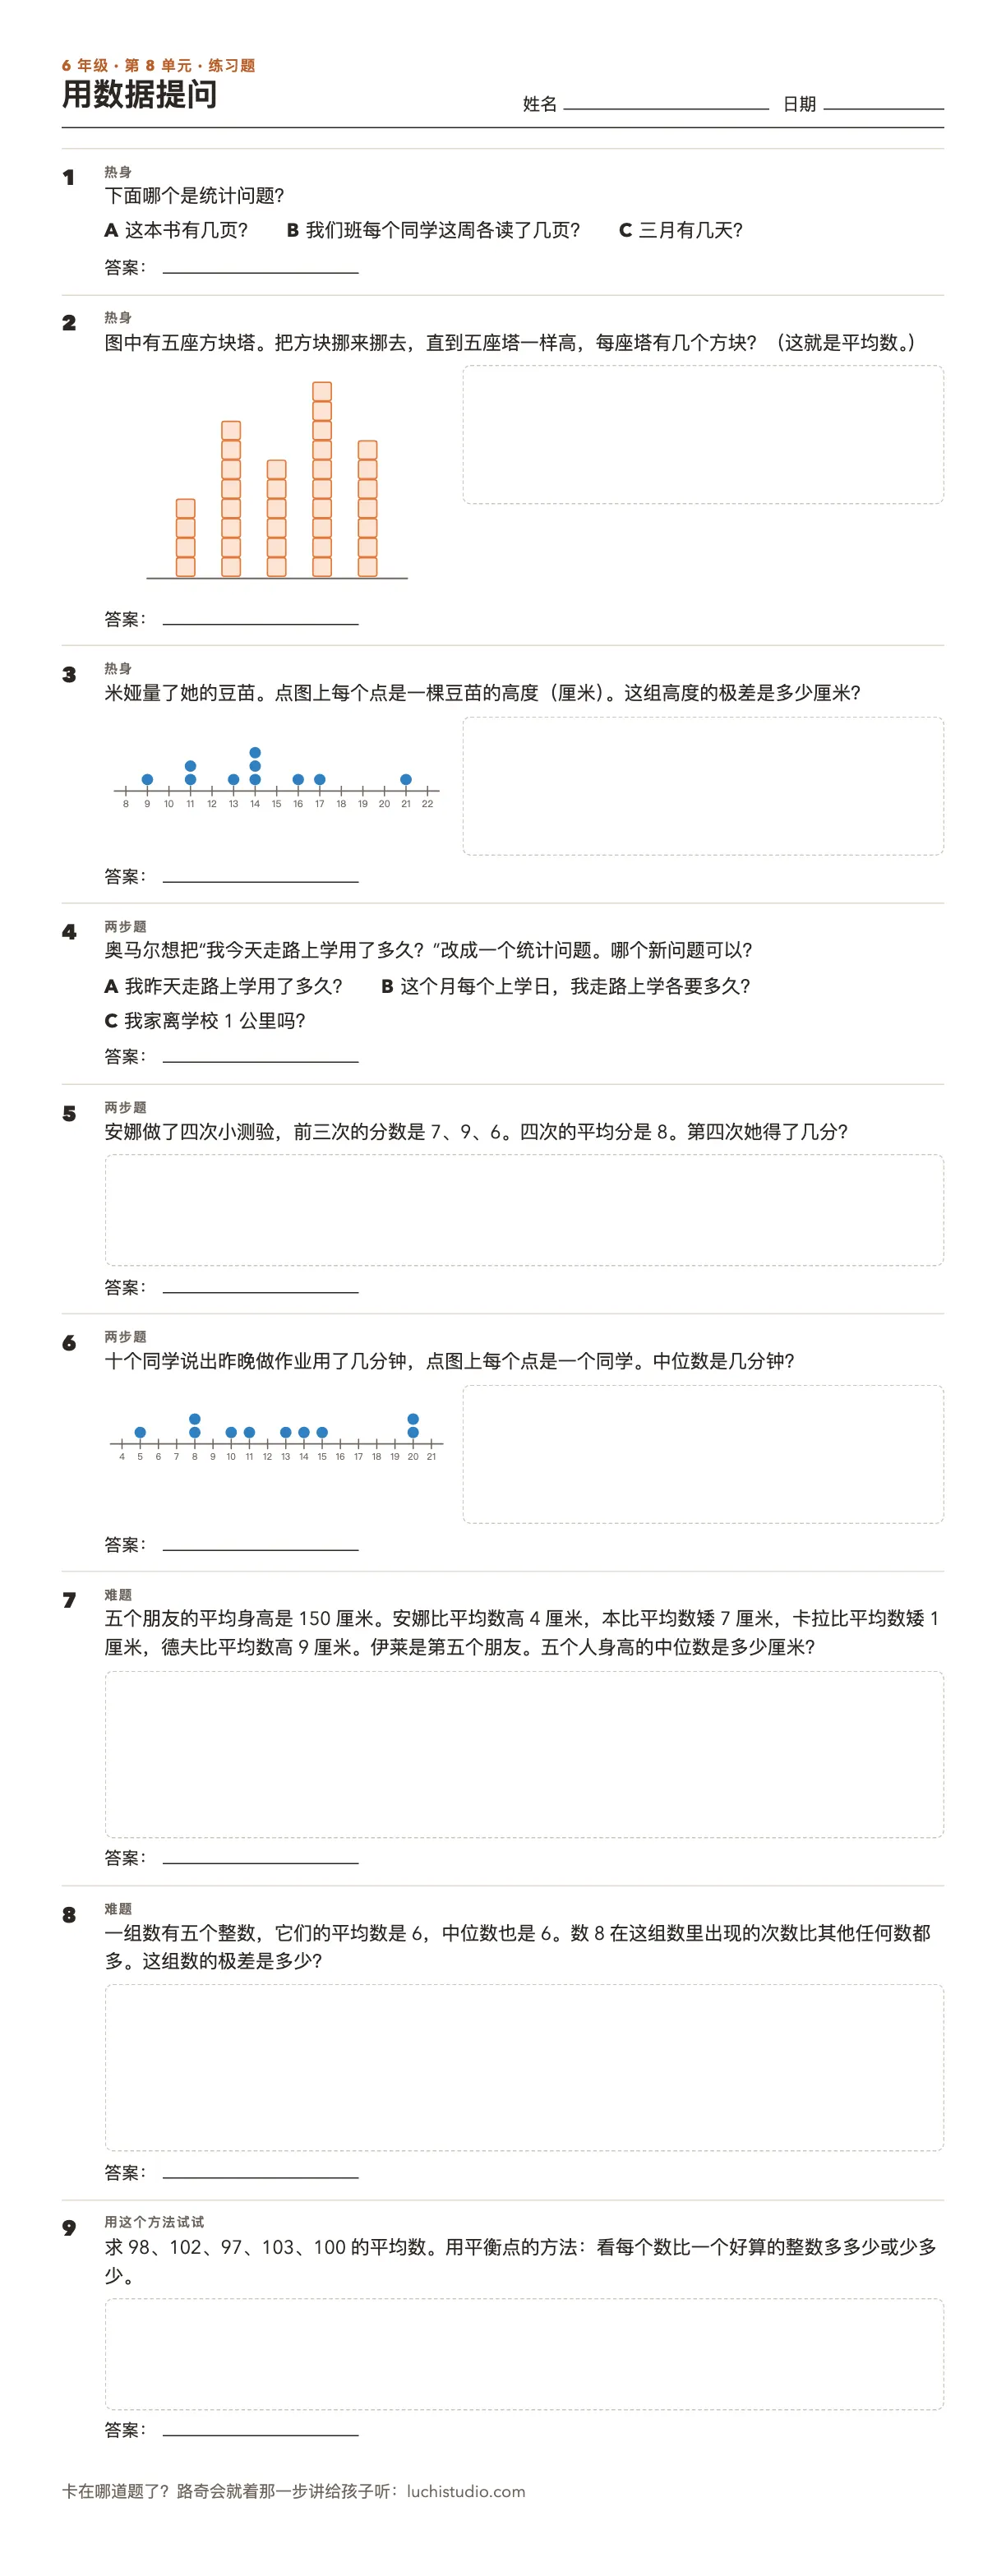 6 年级 · 第 8 单元 · 练习题
用数据提问
姓名 日期
1
热身
下面哪个是统计问题？
A 这本书有几页？ B 我们班每个同学这周各读了几页？ C 三月有几天？
答案：
2
热身
图中有五座方块塔。把方块挪来挪去，直到五座塔一样高，每座塔有几个方块？（这就是平均数。）
答案：
3
热身
米娅量了她的豆苗。点图上每个点是一棵豆苗的高度（厘米）。这组高度的极差是多少厘米？
8 9 10 11 12 13 14 15 16 17 18 19 20 21 22
答案：
4
两步题
奥马尔想把“我今天走路上学用了多久？”改成一个统计问题。哪个新问题可以？
A 我昨天走路上学用了多久？ B 这个月每个上学日，我走路上学各要多久？
C 我家离学校 1 公里吗？
答案：
5
两步题
安娜做了四次小测验，前三次的分数是 7、9、6。四次的平均分是 8。第四次她得了几分？
答案：
6
两步题
十个同学说出昨晚做作业用了几分钟，点图上每个点是一个同学。中位数是几分钟？
4 5 6 7 8 9 10 11 12 13 14 15 16 17 18 19 20 21
答案：
7
难题
五个朋友的平均身高是 150 厘米。安娜比平均数高 4 厘米，本比平均数矮 7 厘米，卡拉比平均数矮 1
厘米，德夫比平均数高 9 厘米。伊莱是第五个朋友。五个人身高的中位数是多少厘米？
答案：
8
难题
一组数有五个整数，它们的平均数是 6，中位数也是 6。数 8 在这组数里出现的次数比其他任何数都
多。这组数的极差是多少？
答案：
9
用这个方法试试
求 98、102、97、103、100 的平均数。用平衡点的方法：看每个数比一个好算的整数多多少或少多
少。
答案：
卡在哪道题了？路奇会就着那一步讲给孩子听：luchistudio.com